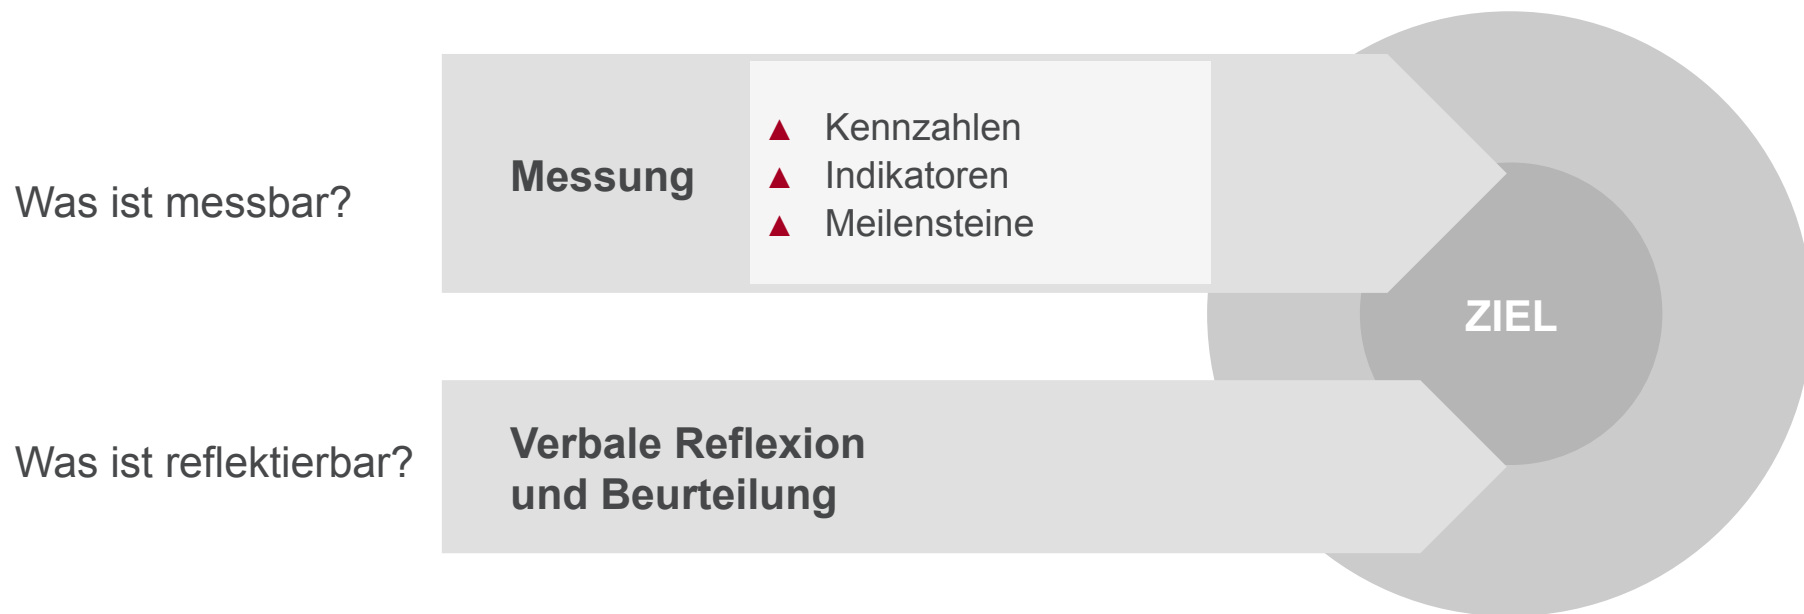 Was ist messbar?
Messung
▲ Kennzahlen
▲ Indikatoren
▲ Meilensteine
ZIEL
Was ist reflektierbar?
Verbale Reflexion
und Beurteilung